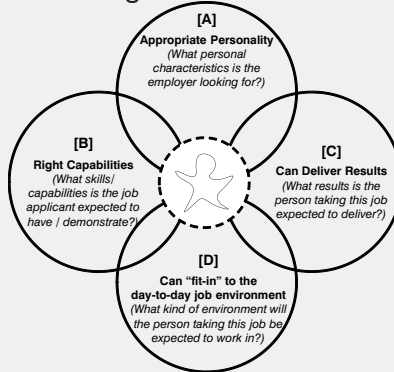 [A]
Appropriate Personality
(What personal
characteristics is the
employer looking for?)
[B]
Right Capabilities
(What skills/
capabilities is the job
applicant expected to
have / demonstrate?)
[C]
Can Deliver Results
(What results is the
person taking this job
expected to deliver?)
[D]
Can “fit-in” to the
day-to-day job environment
(What kind of environment will
the person taking this job be
expected to work in?)